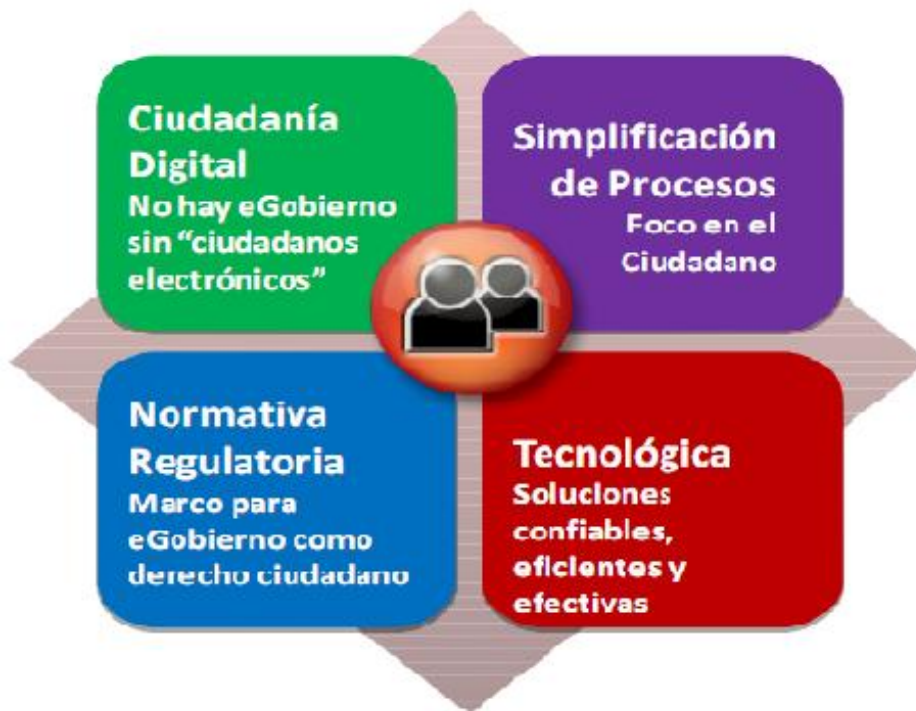 Ciudadanía
Digital
No hay eGobierno
sin “ciudadanos
electrónicos”
Simplificación
de Procesos
Foco en el
Ciudadano
Normativa
Regulatoria
Marco para
eGobierno como
derecho ciudadano
Tecnológica
Soluciones
confiables,
eficientes y
efectivas